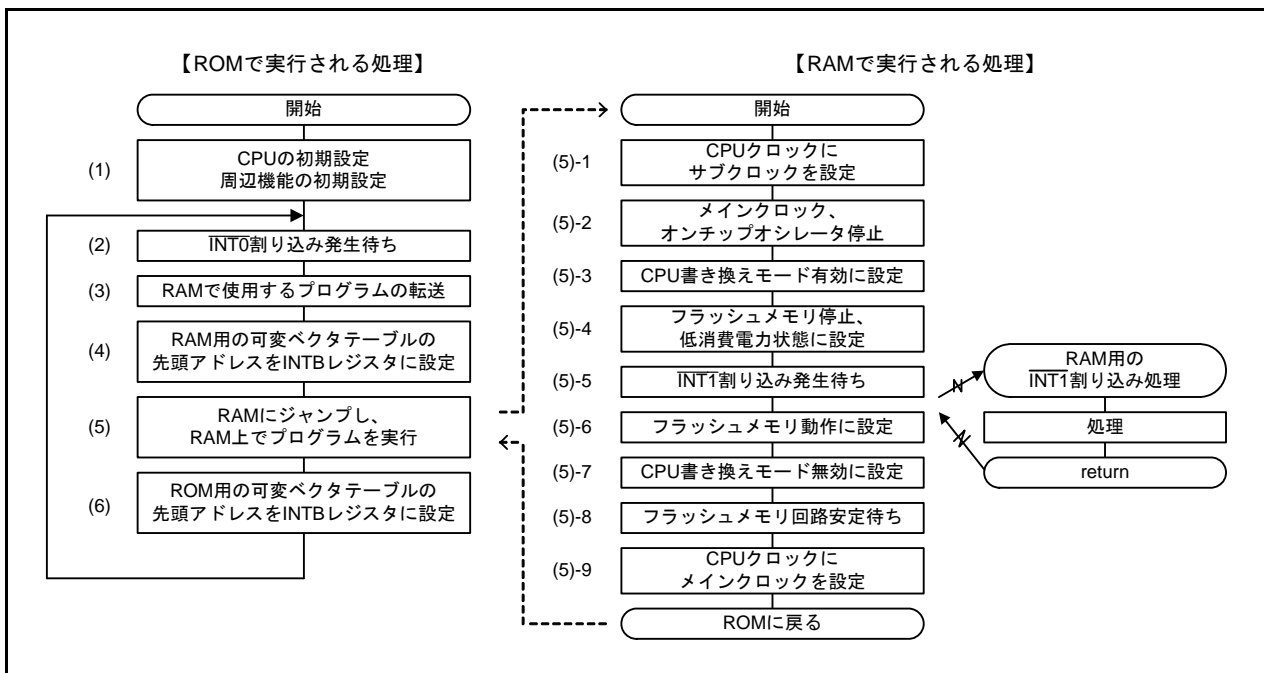 【ROMで実行される処理】
開始
(1)
CPUの初期設定
周辺機能の初期設定
(2)
INT0割り込み発生待ち
(3)
RAMで使用するプログラムの転送
(4)
RAM用の可変ベクタテーブルの
先頭アドレスをINTBレジスタに設定
(5)
RAMにジャンプし、
RAM上でプログラムを実行
(6)
ROM用の可変ベクタテーブルの
先頭アドレスをINTBレジスタに設定
【RAMで実行される処理】
開始
(5)-1
CPUクロックに
サブクロックを設定
(5)-2
メインクロック、
オンチップオシレータ停止
(5)-3
CPU書き換えモード有効に設定
(5)-4
フラッシュメモリ停止、
低消費電力状態に設定
(5)-5
INT1割り込み発生待ち
(5)-6
フラッシュメモリ動作に設定
(5)-7
CPU書き換えモード無効に設定
(5)-8
フラッシュメモリ回路安定待ち
(5)-9
CPUクロックに
メインクロックを設定
ROMに戻る
RAM用の
INT1割り込み処理
処理
return